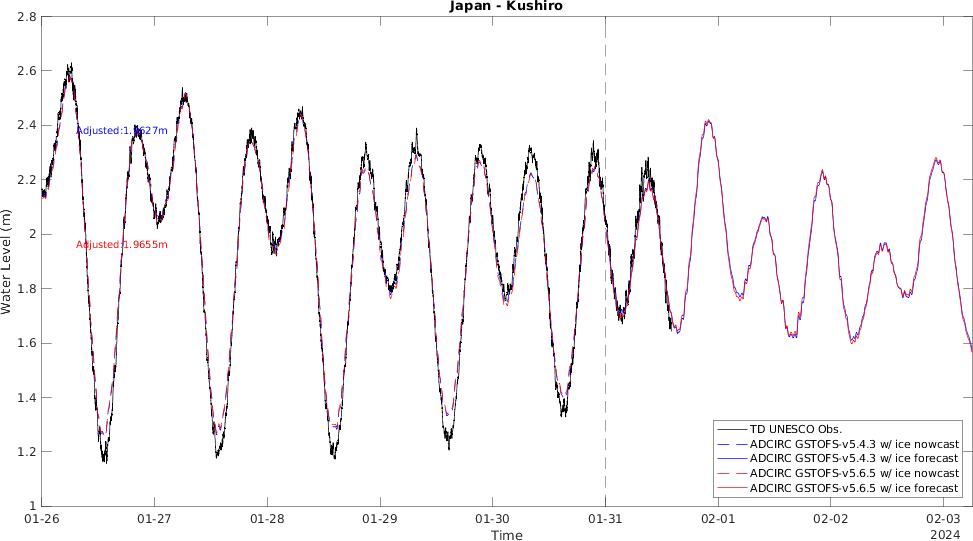 Japan - Kushiro
2.8
2.6
2.4
2.2
2
1.8
1.6
1.4
1.2
1
Water Level (m)
Adjusted:1.9627m
Adjusted:1.9655m
TD UNESCO Obs.
ADCIRC GSTOFS-v5.4.3 w/ ice nowcast
ADCIRC GSTOFS-v5.4.3 w/ ice forecast
ADCIRC GSTOFS-v5.6.5 w/ ice nowcast
ADCIRC GSTOFS-v5.6.5 w/ ice forecast
01-26 01-27 01-28 01-29 01-30 01-31 02-01 02-02 02-03
Time
2024